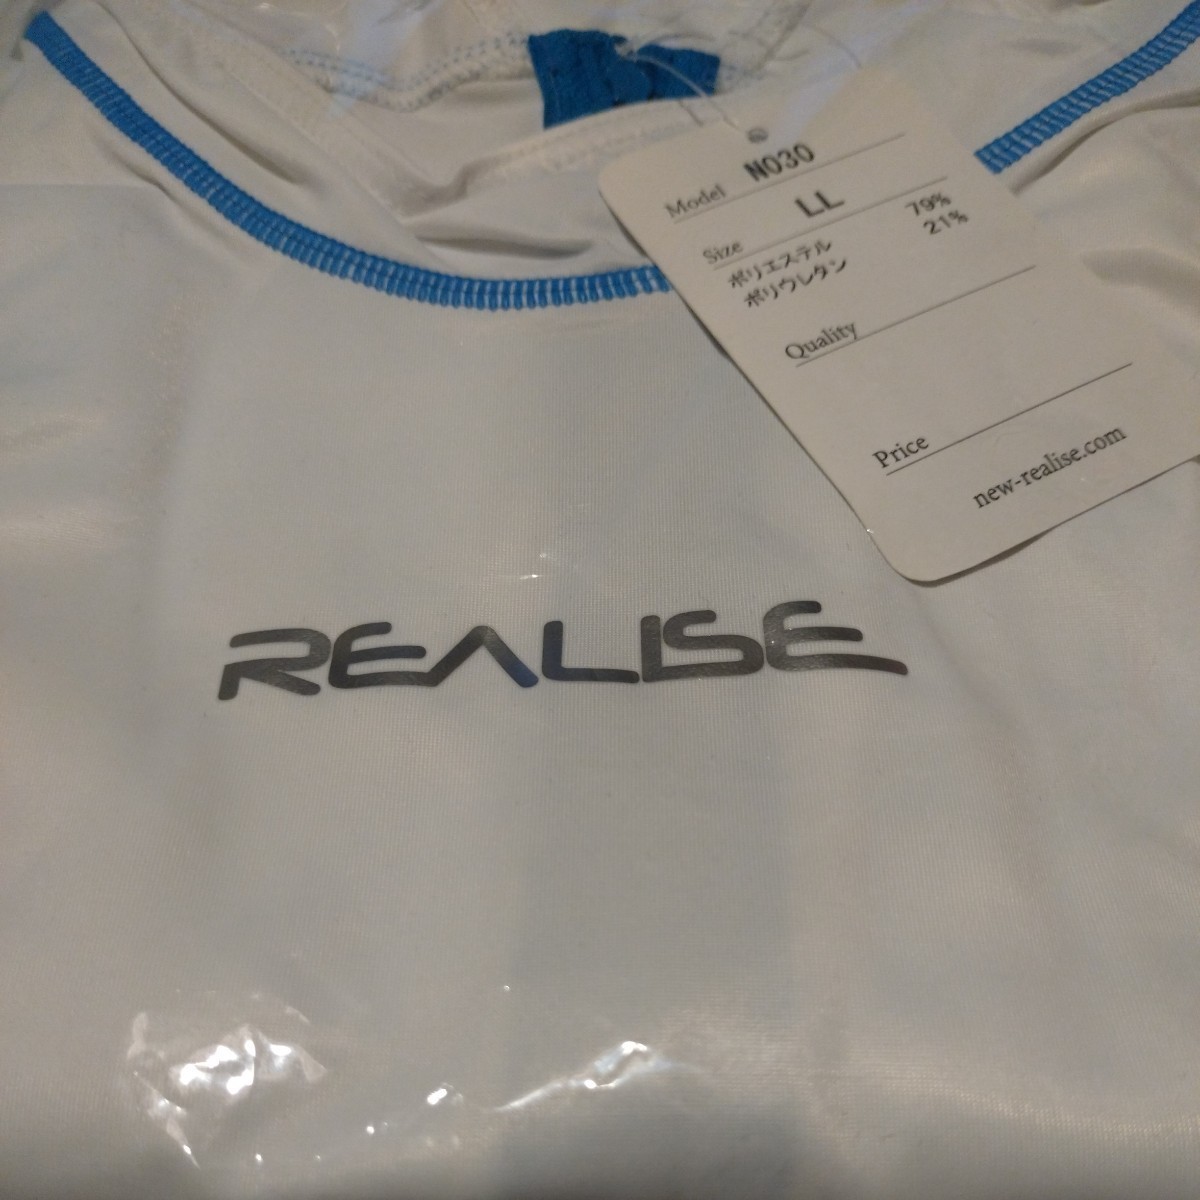 Model N030
Size LL
ポリエステル 79%
ポリウレタン 21%
Quality
Price
new-realise.com
REALISE